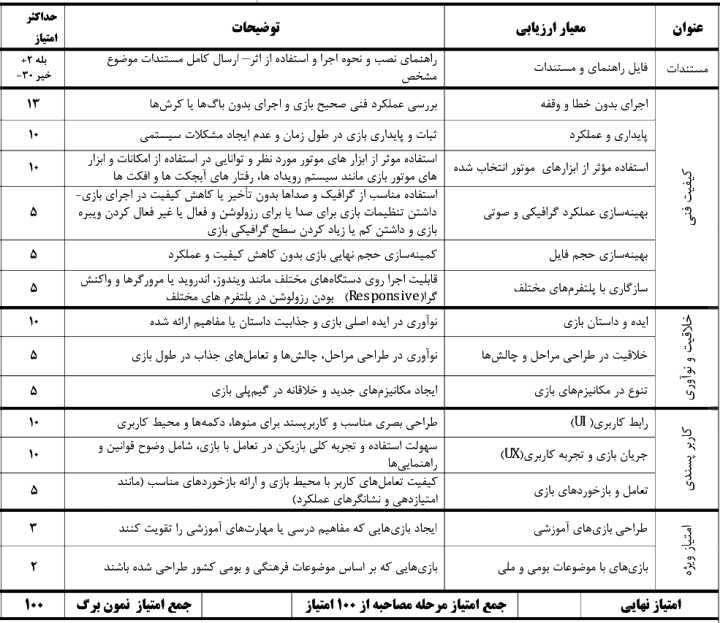 عنوان
معیار ارزیابی
توضیحات
حداکثر
امتیاز
مستندات
فایل راهنمای و مستندات
راهنمای نصب و نحوه اجرا و استفاده از اثر– ارسال کامل مستندات موضوع
مشخص
بله ۲+
خیر ۳۰-
کیفیت فنی
اجرای بدون خطا و وقفه
بررسی عملکرد فنی صحیح بازی و اجرای بدون باگ‌ها یا کرش‌ها
۱۳
پایداری و عملکرد
ثبات و پایداری بازی در طول زمان و عدم ایجاد مشکلات سیستمی
۱۰
استفاده مؤثر از ابزارهای موتور انتخاب شده
استفاده موثر از ابزار های موتور مورد نظر و توانایی در استفاده از امکانات و ابزار
های موتور بازی مانند سیستم رویداد ها، رفتار های آبجکت ها و افکت ها
۱۰
بهینه‌سازی عملکرد گرافیکی و صوتی
استفاده مناسب از گرافیک و صداها بدون تأخیر یا کاهش کیفیت در اجرای بازی-
داشتن تنظیمات بازی برای صدا یا برای رزولوشن و فعال یا غیر فعال کردن ویبره
بازی و داشتن کم یا زیاد کردن سطح گرافیکی بازی
۵
بهینه‌سازی حجم فایل
کمینه‌سازی حجم نهایی بازی بدون کاهش کیفیت و عملکرد
۵
سازگاری با پلتفرم‌های مختلف
قابلیت اجرا روی دستگاه‌های مختلف مانند ویندوز، اندروید یا مرورگرها و واکنش
گرا(Responsive) بودن رزولوشن در پلتفرم های مختلف
۵
خلاقیت و نوآوری
ایده و داستان بازی
نوآوری در ایده اصلی بازی و جذابیت داستان یا مفاهیم ارائه شده
۱۰
خلاقیت در طراحی مراحل و چالش‌ها
نوآوری در طراحی مراحل، چالش‌ها و تعامل‌های جذاب در طول بازی
۵
تنوع در مکانیزم‌های بازی
ایجاد مکانیزم‌های جدید و خلاقانه در گیم‌پلی بازی
۵
کاربر پسندی
رابط کاربری( UI)
طراحی بصری مناسب و کاربرپسند برای منوها، دکمه‌ها و محیط کاربری
۱۰
جریان بازی و تجربه کاربری(UX)
سهولت استفاده و تجربه کلی بازیکن در تعامل با بازی، شامل وضوح قوانین و
راهنمایی‌ها
۱۰
تعامل و بازخوردهای بازی
کیفیت تعامل‌های کاربر با محیط بازی و ارائه بازخوردهای مناسب (مانند
امتیازدهی و نشانگرهای عملکرد)
۵
امتیاز ویژه
طراحی بازی‌های آموزشی
ایجاد بازی‌هایی که مفاهیم درسی یا مهارت‌های آموزشی را تقویت کنند
۳
بازی‌های با موضوعات بومی و ملی
بازی‌هایی که بر اساس موضوعات فرهنگی و بومی کشور طراحی شده باشند
۲
امتیاز نهایی
جمع امتیاز مرحله مصاحبه از ۱۰۰ امتیاز
جمع امتیاز نمون برگ
۱۰۰